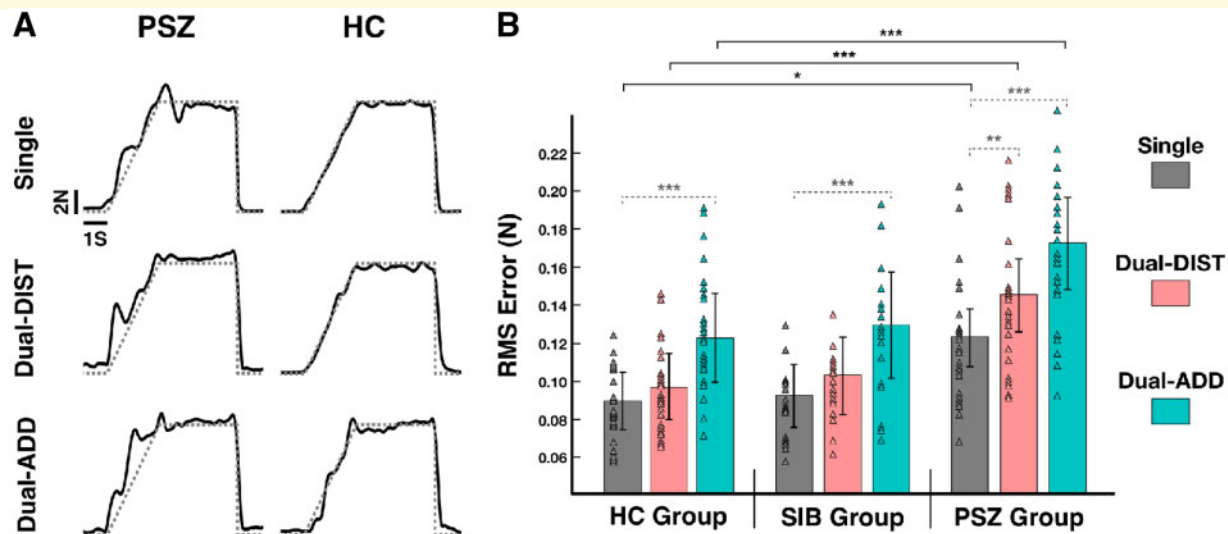 A
PSZ
HC
Single
2N
1S
Dual-DIST
Dual-ADD
B
***
***
*
***
**
***
***
RMS Error (N)
0.22
0.20
0.18
0.16
0.14
0.12
0.10
0.08
0.06
HC Group
SIB Group
PSZ Group
Single
Dual-DIST
Dual-ADD